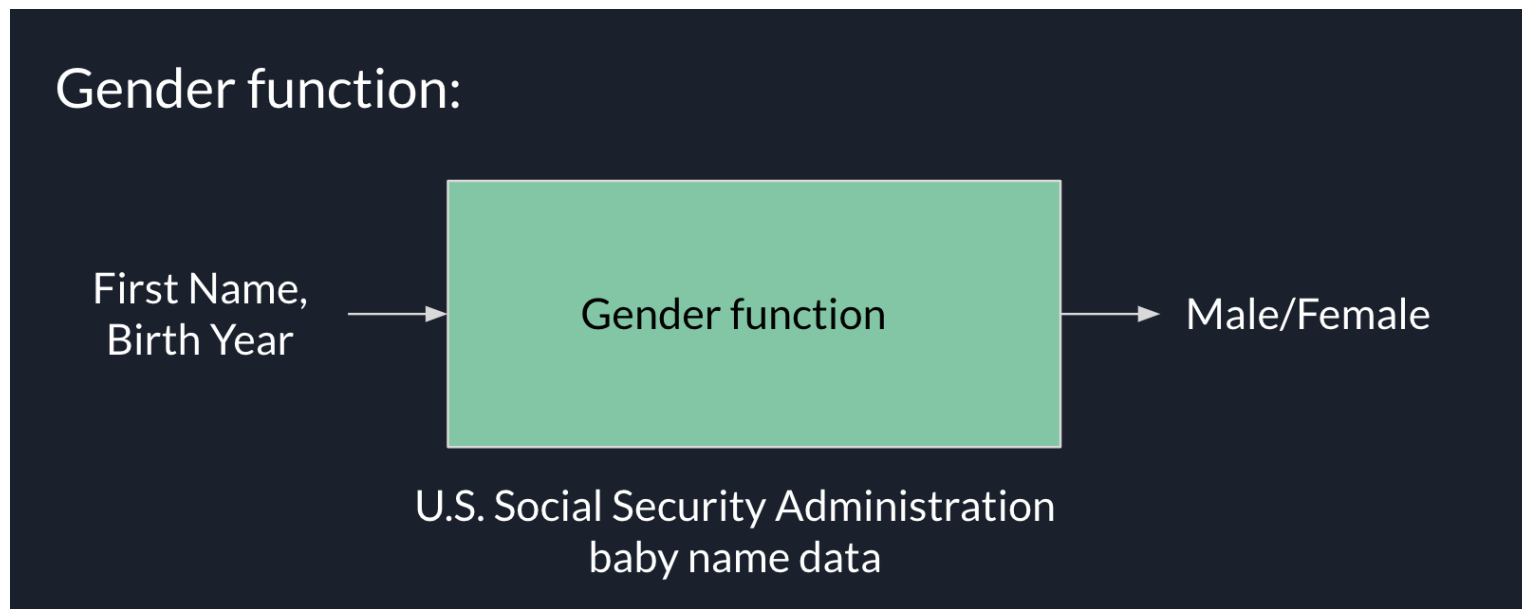 Gender function:
First Name,
Birth Year
Gender function
Male/Female
U.S. Social Security Administration
baby name data